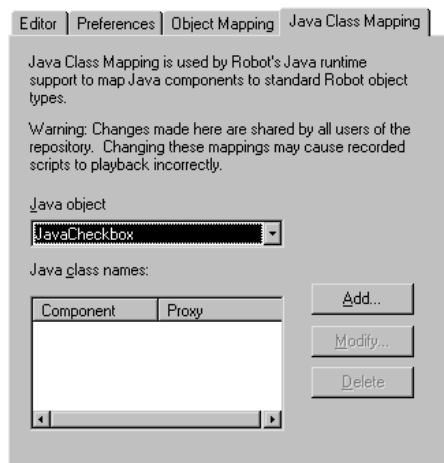 Editor Preferences Object Mapping Java Class Mapping
Java Class Mapping is used by Robot's Java runtime
support to map Java components to standard Robot object
types.
Warning: Changes made here are shared by all users of the
repository. Changing these mappings may cause recorded
scripts to playback incorrectly.
Java object
JavaCheckbox
Java class names:
Component Proxy
Add...
Modify...
Delete